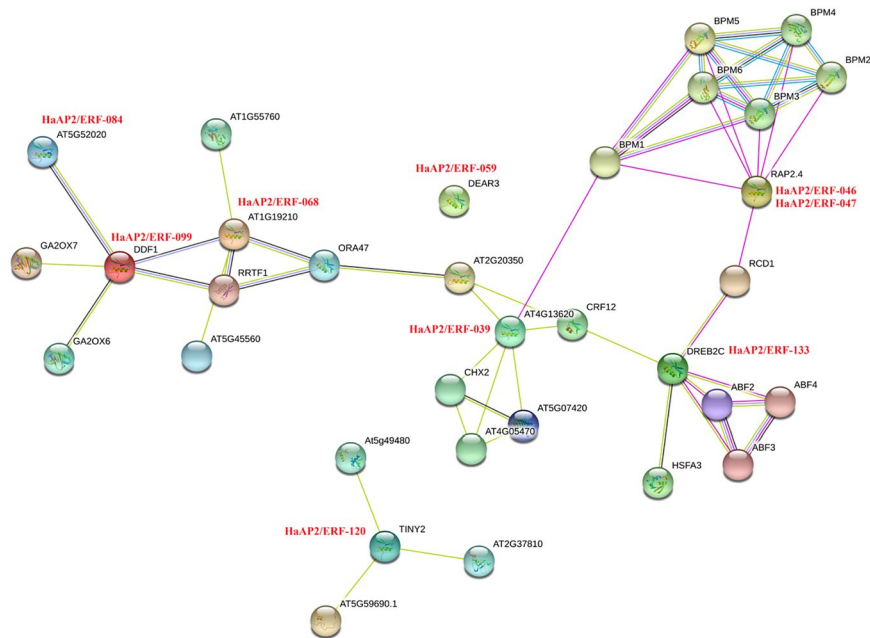 BPM5
BPM4
BPM2
BPM6
BPM3
BPM1
HaAP2/ERF-084
AT5G52020
AT1G55760
HaAP2/ERF-059
DEAR3
RAP2.4
HaAP2/ERF-046
HaAP2/ERF-047
HaAP2/ERF-068
AT1G19210
HaAP2/ERF-099
DDF1
GA2OX7
RRTF1
ORA47
AT2G20350
RCD1
AT4G13620
CRF12
HaAP2/ERF-039
GA2OX6
AT5G45560
DREB2C
HaAP2/ERF-133
CHX2
AT5G07420
AT4G05470
ABF2
ABF4
ABF3
HSFA3
At5g49480
HaAP2/ERF-120
TINY2
AT2G37810
AT5G59690.1